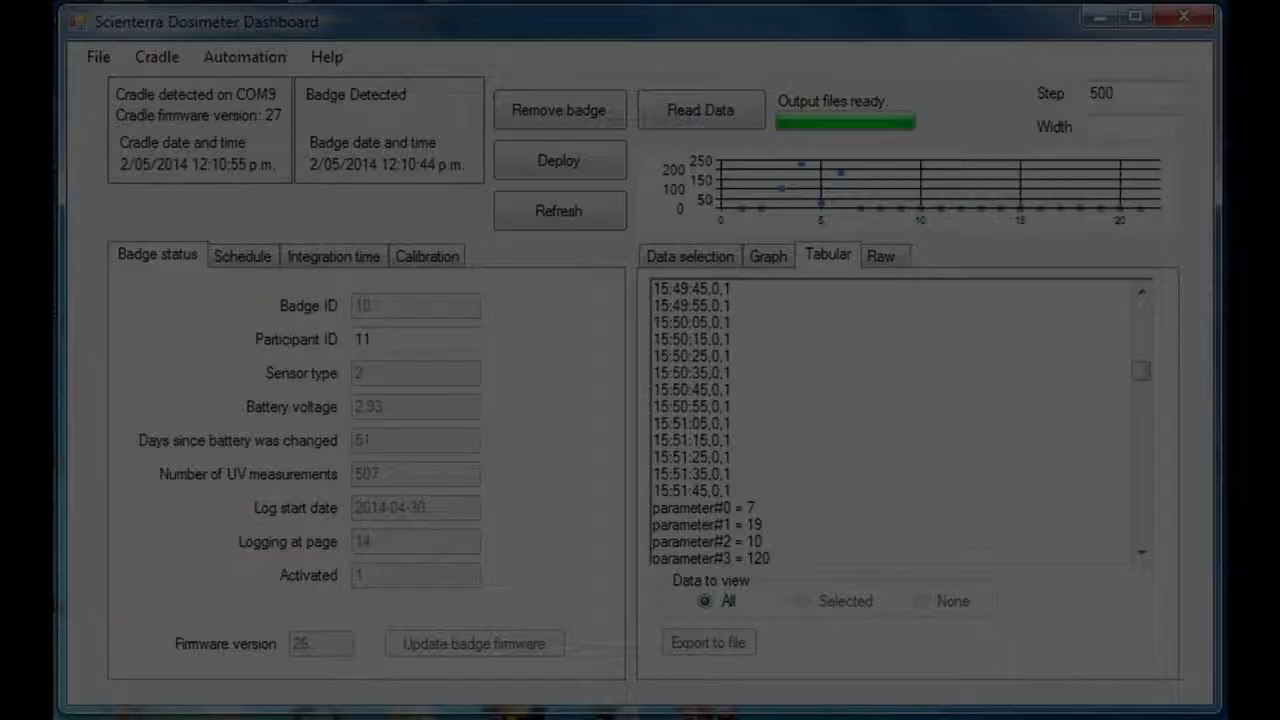 Scienterra Dosimeter Dashboard
File Cradle Automation Help
Cradle detected on COM9
Cradle firmware version: 27
Cradle date and time
2/05/2014 12:10:55 p.m.
Badge Detected
Badge date and time
2/05/2014 12:10:44 p.m.
Remove badge
Deploy
Refresh
Read Data
Output files ready.
Step 500
Width
250
200
150
100
50
0
0 5 10 15 20
Badge status Schedule Integration time Calibration
Badge ID 10
Participant ID 11
Sensor type 2
Battery voltage 2.93
Days since battery was changed 51
Number of UV measurements 507
Log start date 2014-04-30
Logging at page 14
Activated 1
Firmware version 26
Update badge firmware
Data selection Graph Tabular Raw
15:49:45,0,1
15:49:55,0,1
15:50:05,0,1
15:50:15,0,1
15:50:25,0,1
15:50:35,0,1
15:50:45,0,1
15:50:55,0,1
15:51:05,0,1
15:51:15,0,1
15:51:25,0,1
15:51:35,0,1
15:51:45,0,1
parameter#0 = 7
parameter#1 = 19
parameter#2 = 10
parameter#3 = 120
Data to view
All Selected None
Export to file